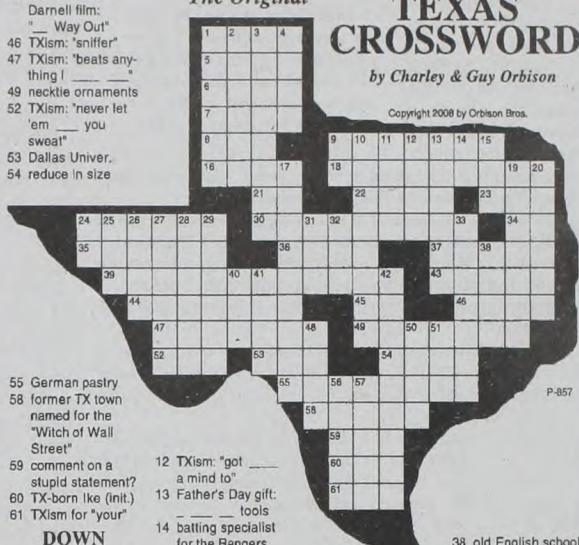 The Original
TEXAS
CROSSWORD
by Charley & Guy Orbison
Copyright 2008 by Orbison Bros.
Darnell film:
"__ Way Out"
46 TXism: "sniffer"
47 TXism: "beats any-
thing I ____ __"
49 necktie ornaments
52 TXism: "never let
'em ___ you
sweat"
53 Dallas Univer.
54 reduce in size
1 2 3 4
5
6
7
8 9 10 11 12 13 14 15
16 17 18 19 20
21 22 23
24 25 26 27 28 29 30 31 32 33 34
35 36 37 38
39 40 41 42 43
44 45 46
47 48 49 50 51
52 53 54
55 56 57
58
59
60
61
P-857
55 German pastry
58 former TX town
named for the
"Witch of Wall
Street"
59 comment on a
stupid statement?
60 TX-born Ike (init.)
61 TXism for "your"
DOWN
12 TXism: "got ____
a mind to"
13 Father's Day gift:
_ ___ __ tools
14 batting specialist
for the Rangers
38 old English school